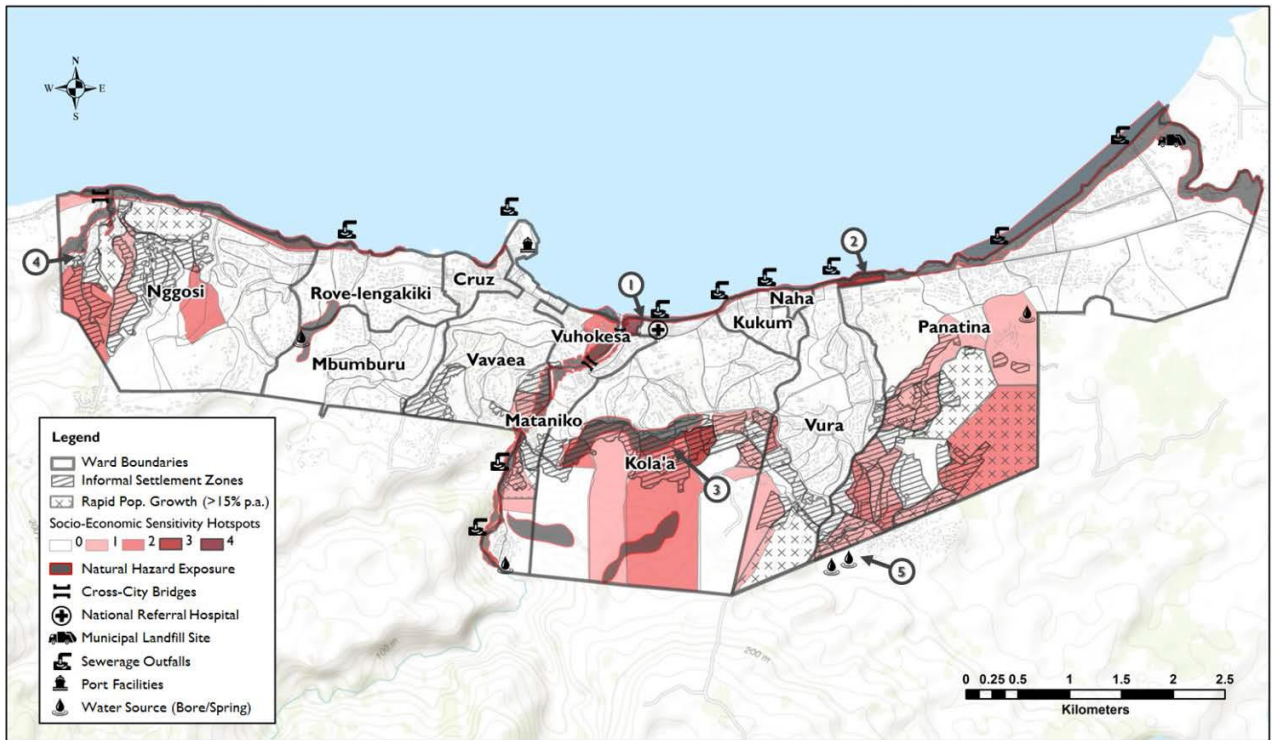 N
W E
S
1
2
4
Nggosi
Rove-lengakiki
Cruz
Naha
Kukum
Panatina
Vuhokesa
Mbumburu
Vavaea
Mataniko
Vura
Kola'a
3
5
100 m
200 m
Legend
Ward Boundaries
Informal Settlement Zones
Rapid Pop. Growth (>15% p.a.)
Socio-Economic Sensitivity Hotspots
0 1 2 3 4
Natural Hazard Exposure
Cross-City Bridges
National Referral Hospital
Municipal Landfill Site
Sewerage Outfalls
Port Facilities
Water Source (Bore/Spring)
0 0.25 0.5 1 1.5 2 2.5
Kilometers